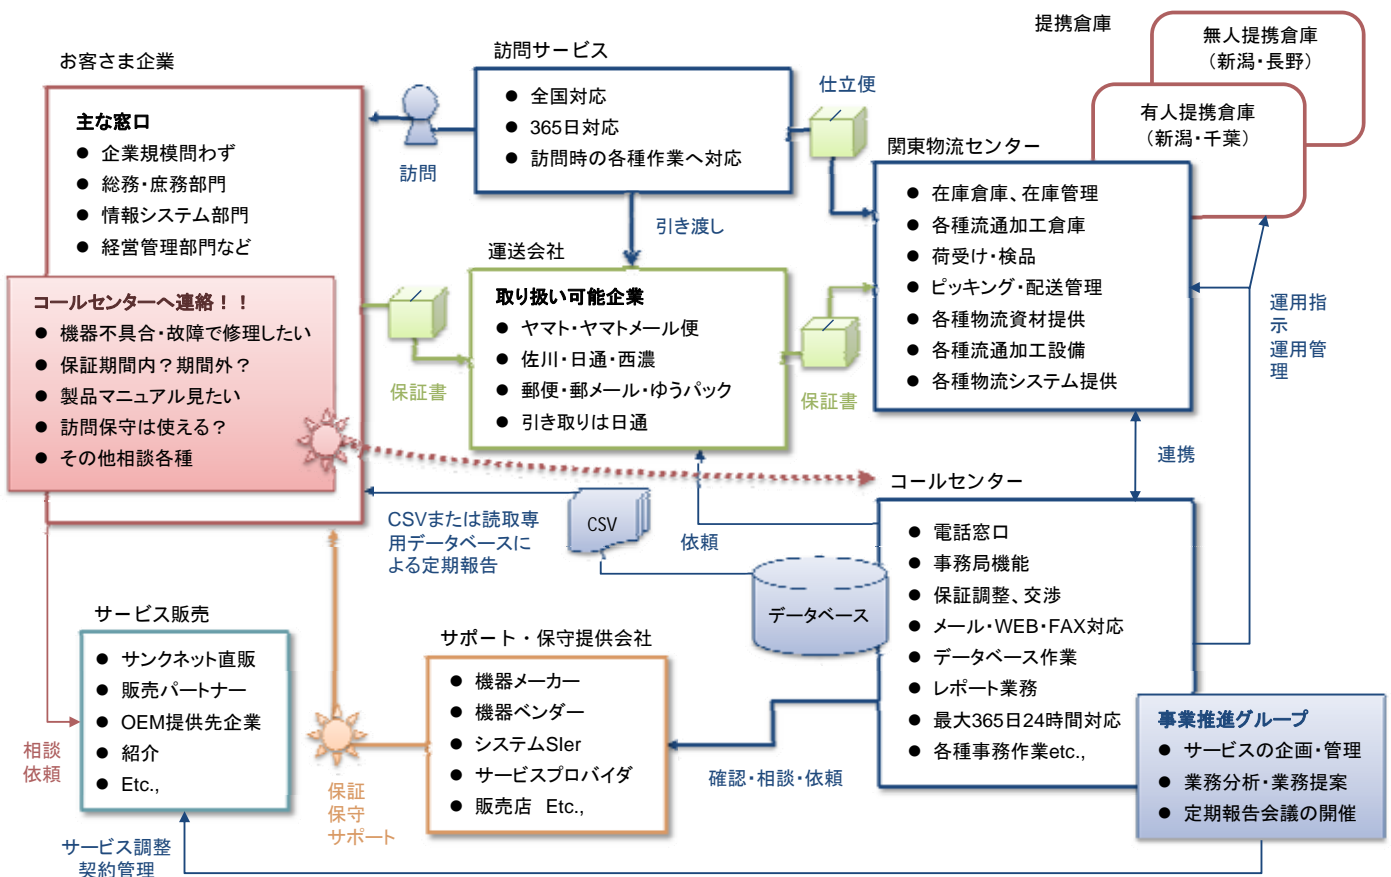 提携倉庫
無人提携倉庫
（新潟・長野）
有人提携倉庫
（新潟・千葉）
お客さま企業
主な窓口
● 企業規模問わず
● 総務・庶務部門
● 情報システム部門
● 経営管理部門など
コールセンターへ連絡！！
● 機器不具合・故障で修理したい
● 保証期間内？期間外？
● 製品マニュアル見たい
● 訪問保守は使える？
● その他相談各種
訪問
訪問サービス
● 全国対応
● 365日対応
● 訪問時の各種作業へ対応
仕立便
引き渡し
運送会社
取り扱い可能企業
● ヤマト・ヤマトメール便
● 佐川・日通・西濃
● 郵便・郵メール・ゆうパック
● 引き取りは日通
保証書
保証書
関東物流センター
● 在庫倉庫、在庫管理
● 各種流通加工倉庫
● 荷受け・検品
● ピッキング・配送管理
● 各種物流資材提供
● 各種流通加工設備
● 各種物流システム提供
運用指
示
運用管
理
連携
コールセンター
● 電話窓口
● 事務局機能
● 保証調整、交渉
● メール・WEB・FAX対応
● データベース作業
● レポート業務
● 最大365日24時間対応
● 各種事務作業etc.,
CSVまたは読取専
用データベースに
よる定期報告
CSV
依頼
データベース
サービス販売
● サンクネット直販
● 販売パートナー
● OEM提供先企業
● 紹介
● Etc.,
相談
依頼
保証
保守
サポート
サポート・保守提供会社
● 機器メーカー
● 機器ベンダー
● システムSIer
● サービスプロバイダ
● 販売店 Etc.,
確認・相談・依頼
事業推進グループ
● サービスの企画・管理
● 業務分析・業務提案
● 定期報告会議の開催
サービス調整
契約管理